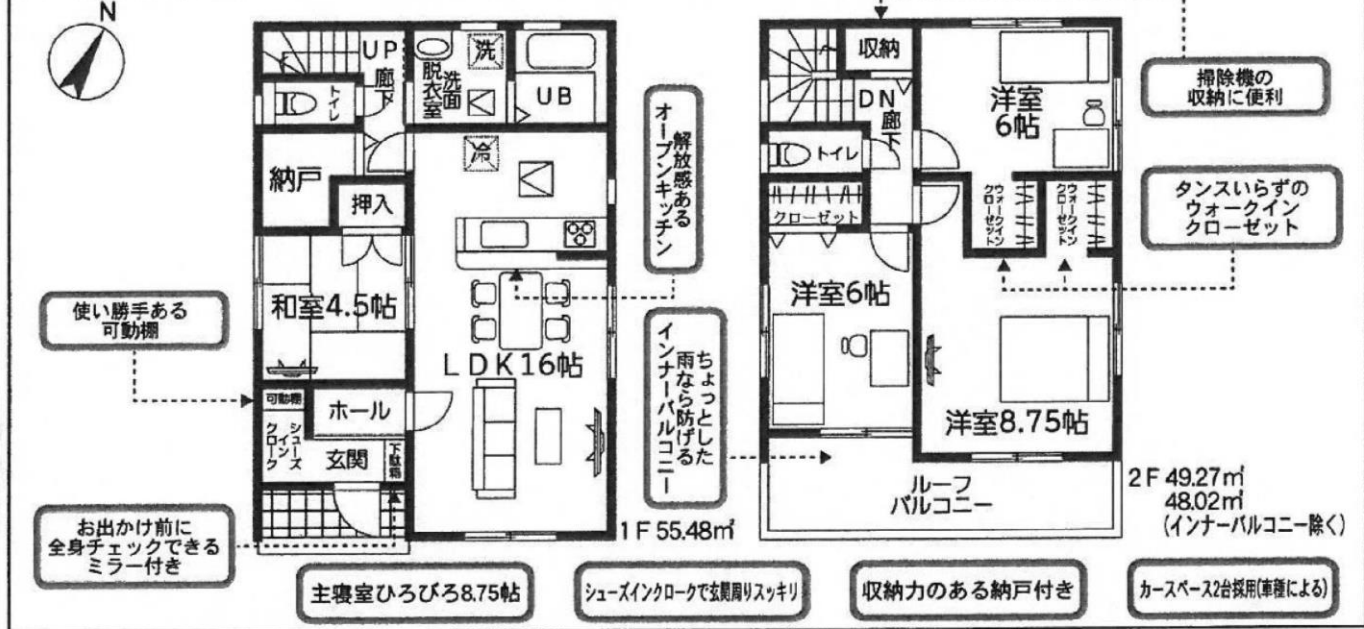 N
UP
廊下
洗
洗面
脱衣室
UB
トイレ
納戸
押入
冷
和室4.5帖
LDK16帖
可動棚
シューズ
イン
クローク
ホール
玄関
下駄箱
1F 55.48㎡
使い勝手ある
可動棚
お出かけ前に
全身チェックできる
ミラー付き
解放感ある
オープンキッチン
ちょっとした
雨なら防げる
インナーバルコニー
収納
DN
廊下
トイレ
クローゼット
洋室
6帖
ウォークイン
クローゼット
ウォークイン
クローゼット
洋室6帖
洋室8.75帖
ルーフ
バルコニー
2F 49.27㎡
48.02㎡
(インナーバルコニー除く)
掃除機の
収納に便利
タンスいらずの
ウォークイン
クローゼット
主寝室ひろびろ8.75帖
シューズインクロークで玄関周りスッキリ
収納力のある納戸付き
カースペース2台採用(車種による)